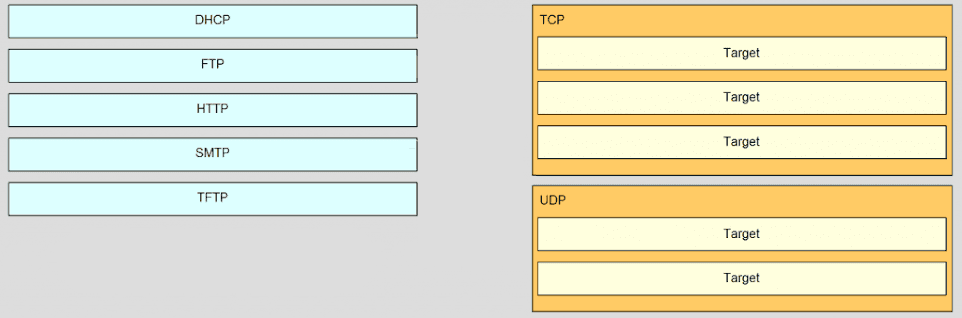 DHCP
FTP
HTTP
SMTP
TFTP
TCP
Target
Target
Target
UDP
Target
Target